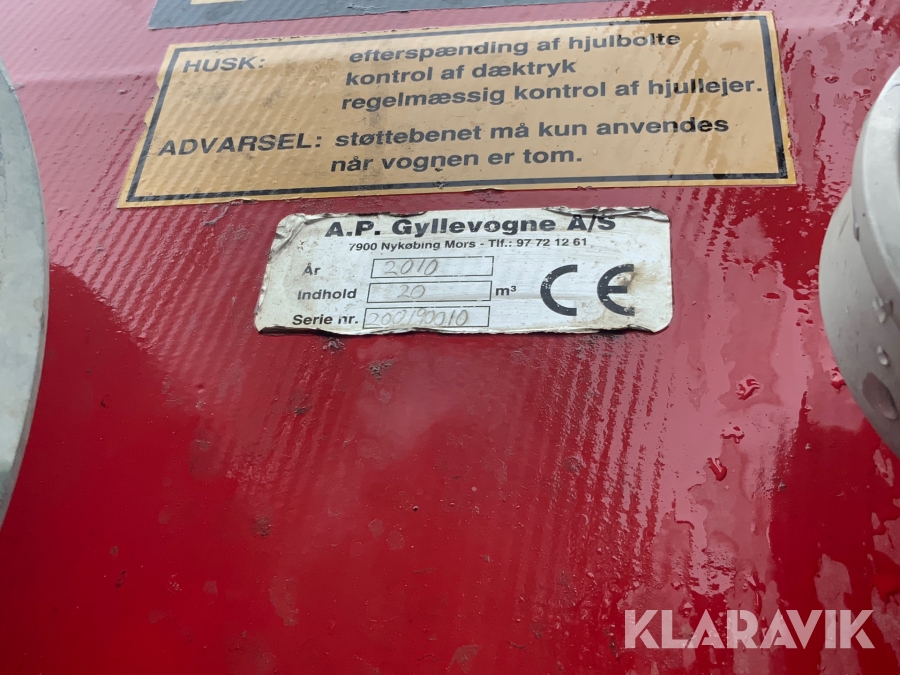 HUSK: efterspænding af hjulbolte
kontrol af dæktryk
regelmæssig kontrol af hjullejer.
ADVARSEL: støttebenet må kun anvendes
når vognen er tom.
A.P. Gyllevogne A/S
7900 Nykøbing Mors - Tlf.: 97 72 12 61
År 2010
Indhold 20 m³
CE
Serie nr. 200190010
KLARAVIK